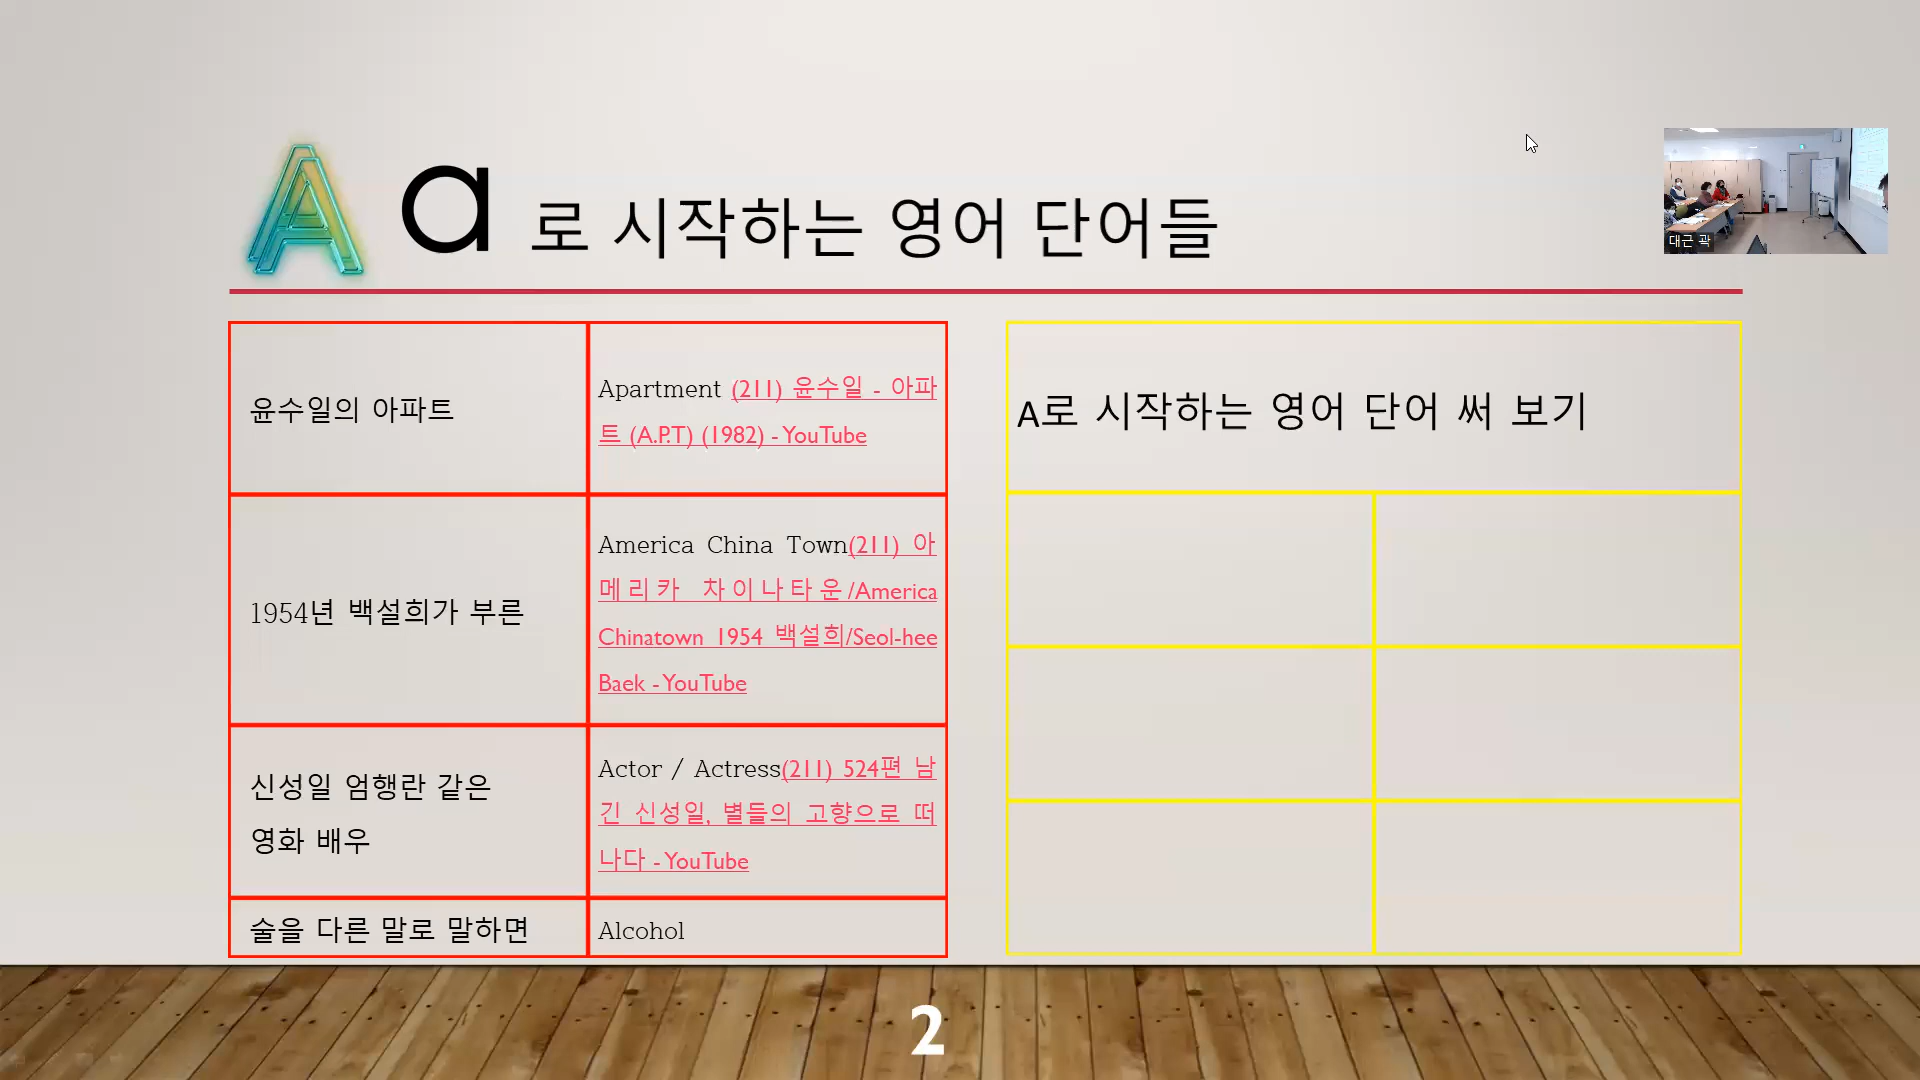 A a 로 시작하는 영어 단어들
대근 곽
윤수일의 아파트
Apartment (211) 윤수일 - 아파
트 (A.P.T) (1982) - YouTube
1954년 백설희가 부른
America China Town(211) 아
메리카 차이나타운/America
Chinatown 1954 백설희/Seol-hee
Baek - YouTube
신성일 엄행란 같은
영화 배우
Actor / Actress(211) 524편 남
긴 신성일, 별들의 고향으로 떠
나다 - YouTube
술을 다른 말로 말하면
Alcohol
A로 시작하는 영어 단어 써 보기
2